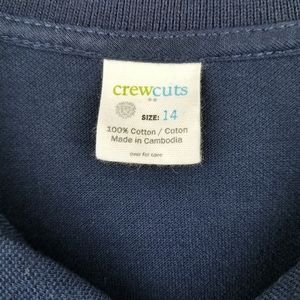 crewcuts
SIZE: 14
100% Cotton / Coton
Made in Cambodia
over for care